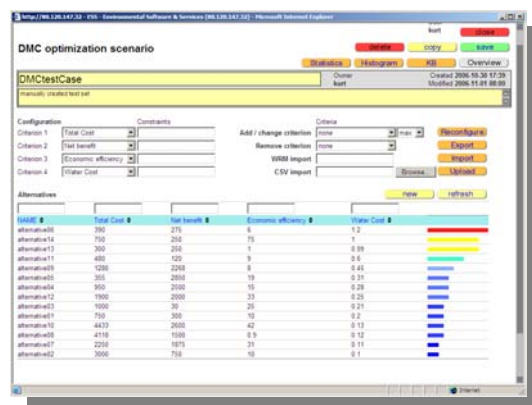 http://80.120.147.32 - ESS - Environmental Software & Services (80.120.147.32) - Microsoft Internet Explorer
kurt close
DMC optimization scenario
delete copy save
Statistics Histogram KB Overview
DMCtestCase Owner kurt Created 2006-10-30 17:39 Modified 2006-11-01 00:00
manually created test set
Configuration Constraints Criteria
Criterion 1 Total Cost Add / change criterion none max Reconfigure
Criterion 2 Net benefit Remove criterion none Export
Criterion 3 Economic efficiency WRM import Import
Criterion 4 Water Cost CSV import Browse... Upload
Alternatives new refresh
NAME Total Cost Net benefit Economic efficiency Water Cost
alternative06 390 275 6 1.2
alternative14 750 250 75 1
alternative13 300 250 1 0.89
alternative11 480 120 9 0.6
alternative09 1280 2268 8 0.45
alternative05 355 2850 19 0.31
alternative04 950 2500 15 0.28
alternative12 1900 2000 33 0.25
alternative03 1000 30 25 0.21
alternative01 750 300 10 0.2
alternative10 4433 2600 42 0.13
alternative08 4110 1500 0.9 0.12
alternative07 2250 1875 31 0.11
alternative02 3000 750 10 0.1
Internet